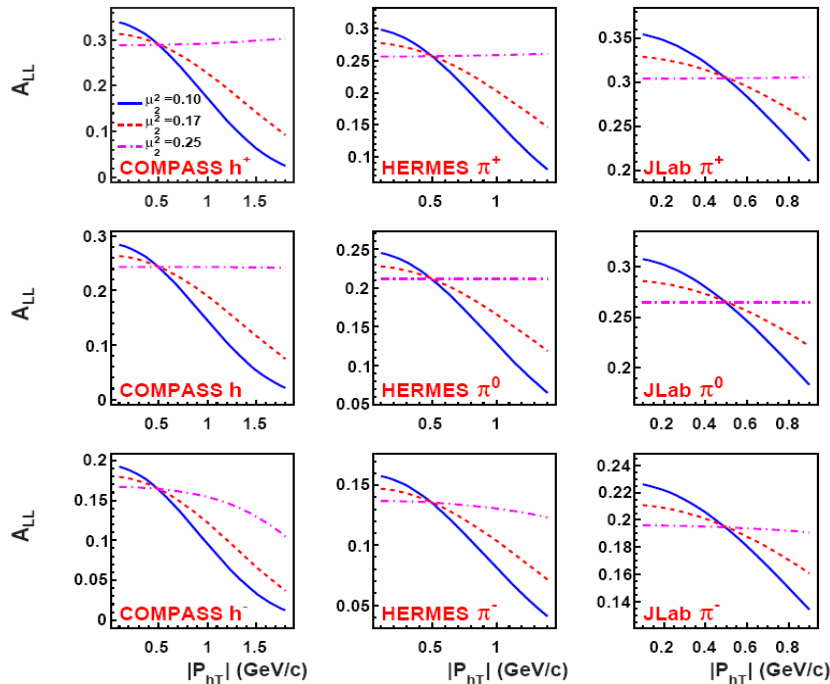 A_LL
0.3
0.2
0.1
0
μ²₂=0.10
μ²₂=0.17
μ²₂=0.25
COMPASS h⁺
0.5 1 1.5
0.3
0.25
0.2
0.15
0.1
HERMES π⁺
0.5 1
0.35
0.3
0.25
0.2
JLab π⁺
0.2 0.4 0.6 0.8
A_LL
0.3
0.2
0.1
0
COMPASS h
0.5 1 1.5
0.25
0.2
0.15
0.1
0.05
HERMES π⁰
0.5 1
0.3
0.25
0.2
JLab π⁰
0.2 0.4 0.6 0.8
A_LL
0.2
0.15
0.1
0.05
0
COMPASS h⁻
0.5 1 1.5
|P_hT| (GeV/c)
0.15
0.1
0.05
HERMES π⁻
0.5 1
|P_hT| (GeV/c)
0.24
0.22
0.2
0.18
0.16
0.14
JLab π⁻
0.2 0.4 0.6 0.8
|P_hT| (GeV/c)